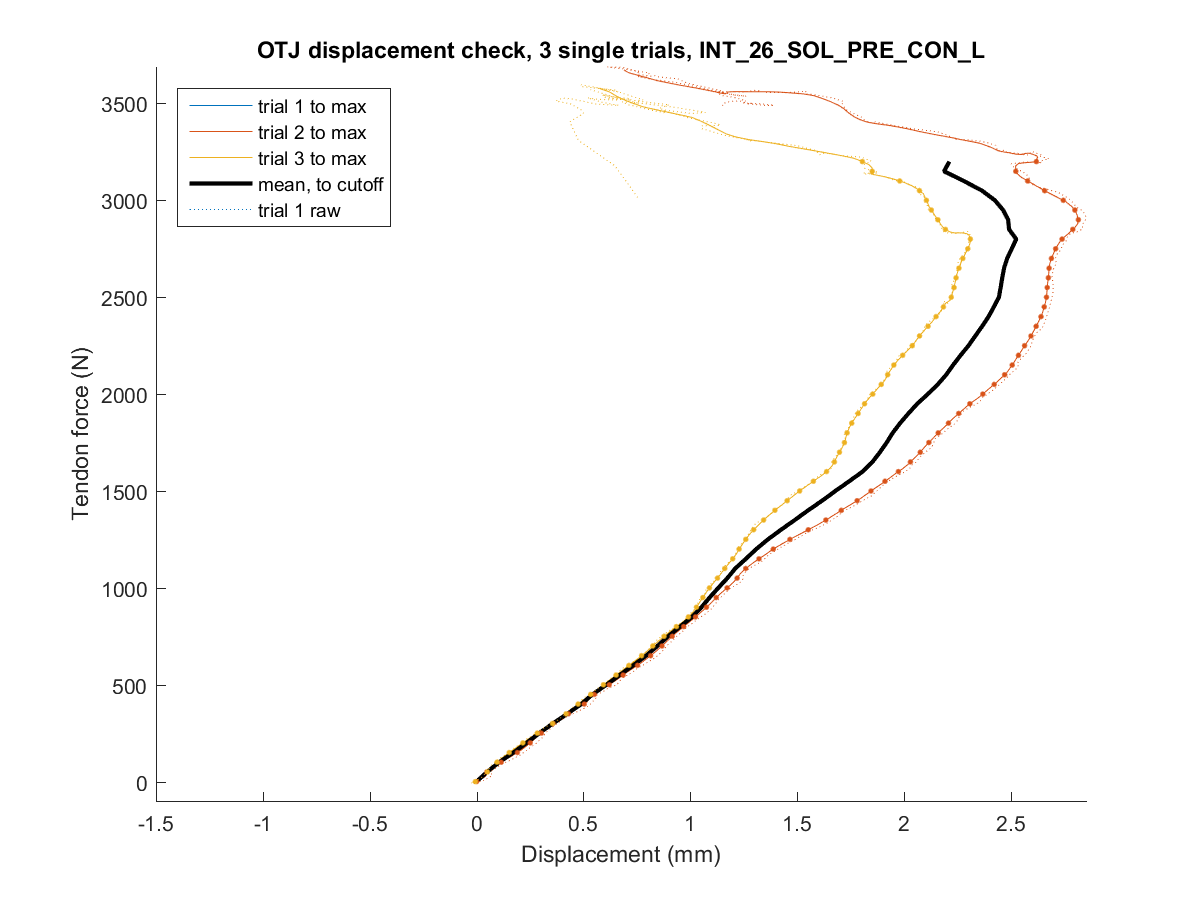 OTJ displacement check, 3 single trials, INT_26_SOL_PRE_CON_L
trial 1 to max
trial 2 to max
trial 3 to max
mean, to cutoff
trial 1 raw
3500
3000
2500
2000
1500
1000
500
0
Tendon force (N)
-1.5
-1
-0.5
0
0.5
1
1.5
2
2.5
Displacement (mm)